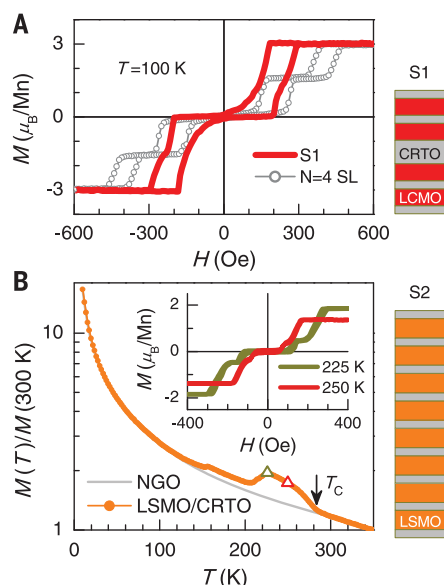 A
3
0
-3
M (μB/Mn)
T=100 K
S1
N=4 SL
-600 -300 0 300 600
H (Oe)
S1
CRTO
LCMO
B
10
1
M (T)/M (300 K)
2
0
-2
M (μB/Mn)
225 K
250 K
-400 0 400
H (Oe)
NGO
LSMO/CRTO
TC
0 100 200 300
T (K)
S2
LSMO